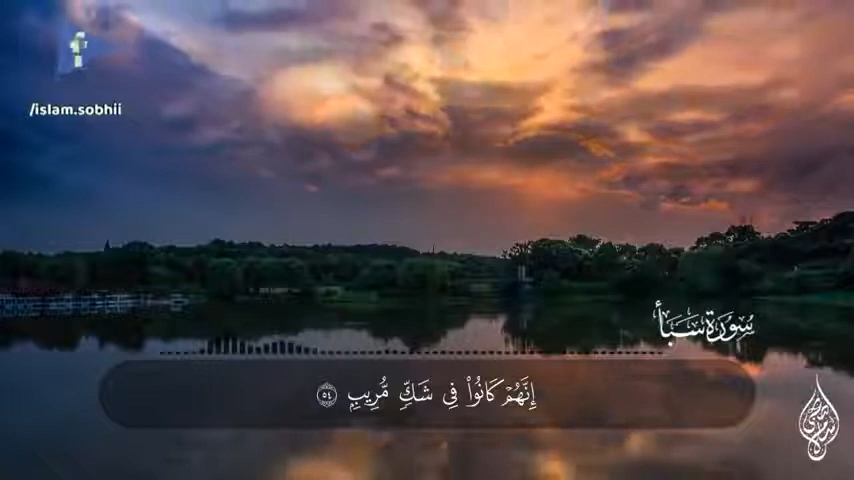 /islam.sobhii
سُورَةُ سَبَأ
إِنَّهُمْ كَانُوا۟ فِى شَكٍّۢ مُّرِيبٍۭ ۝٥٤